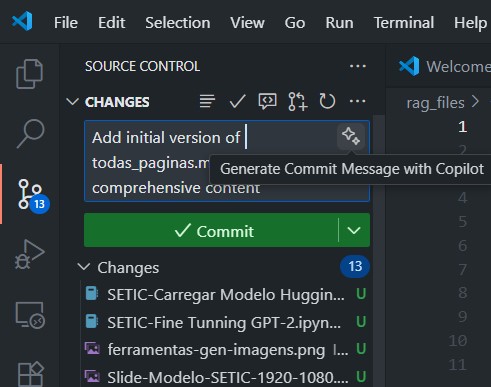 File Edit Selection View Go Run Terminal Help
SOURCE CONTROL
Welcome
CHANGES
rag_files
Add initial version of
todas_paginas.m
Generate Commit Message with Copilot
comprehensive content
Commit
Changes 13
SETIC-Carregar Modelo Huggin... U
SETIC-Fine Tunning GPT-2.ipyn... U
ferramentas-gen-imagens.png U
Slide-Modelo-SETIC-1920-1080.... U
13
1
2
4
5
6
7
8
9
10
11